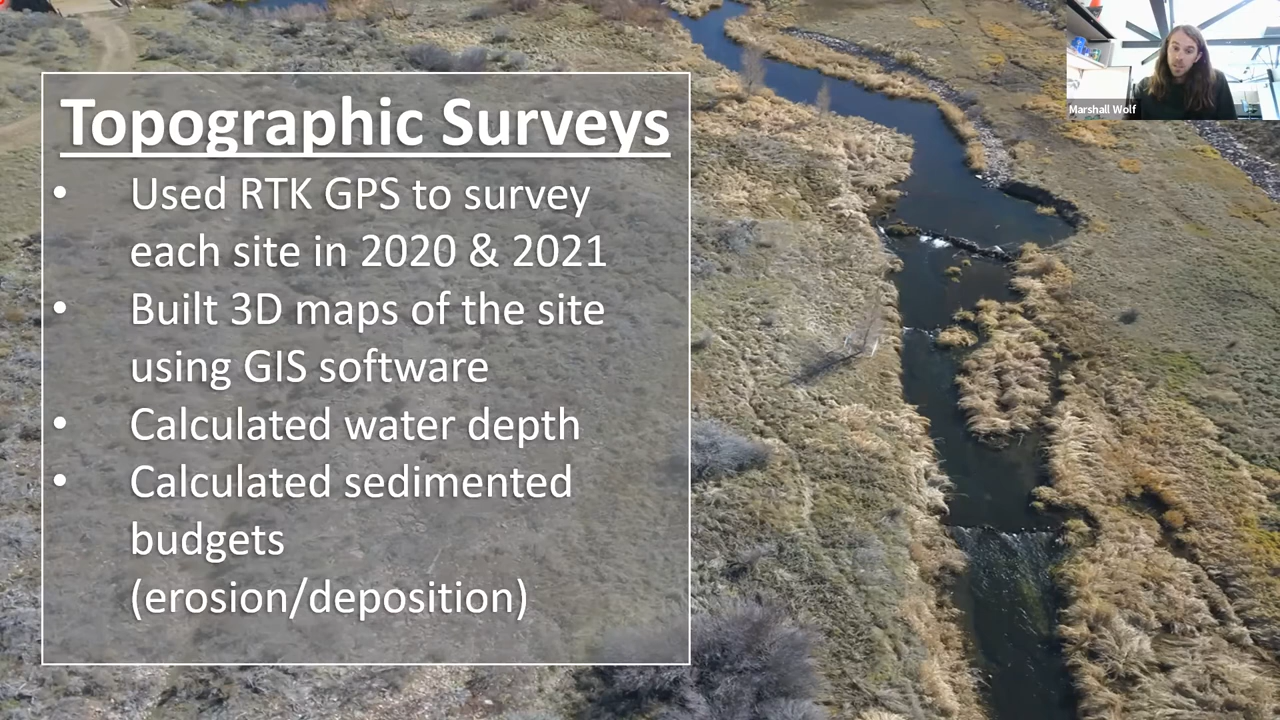 Topographic Surveys
• Used RTK GPS to survey
each site in 2020 & 2021
• Built 3D maps of the site
using GIS software
• Calculated water depth
• Calculated sedimented
budgets
(erosion/deposition)
Marshall Wolf